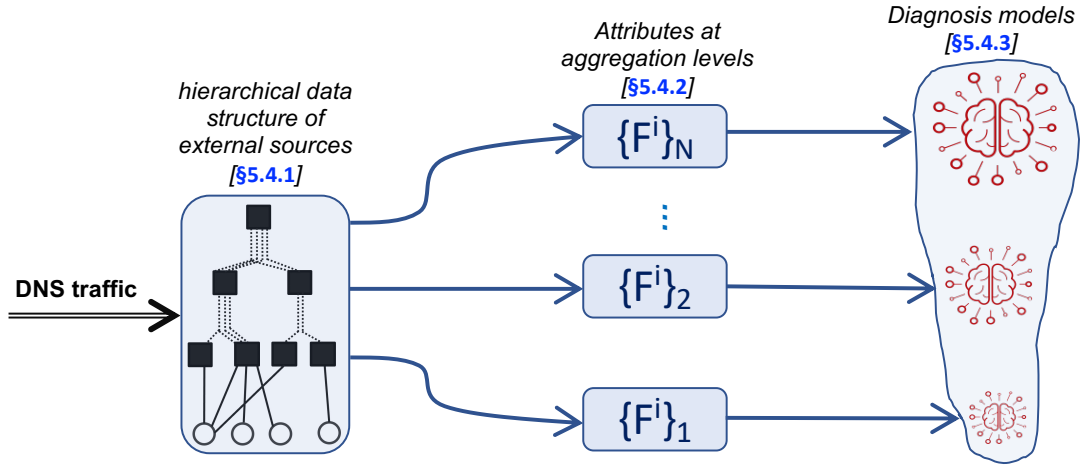 DNS traffic
hierarchical data
structure of
external sources
[§5.4.1]
Attributes at
aggregation levels
[§5.4.2]
{Fⁱ}N
⋮
{Fⁱ}₂
{Fⁱ}₁
Diagnosis models
[§5.4.3]